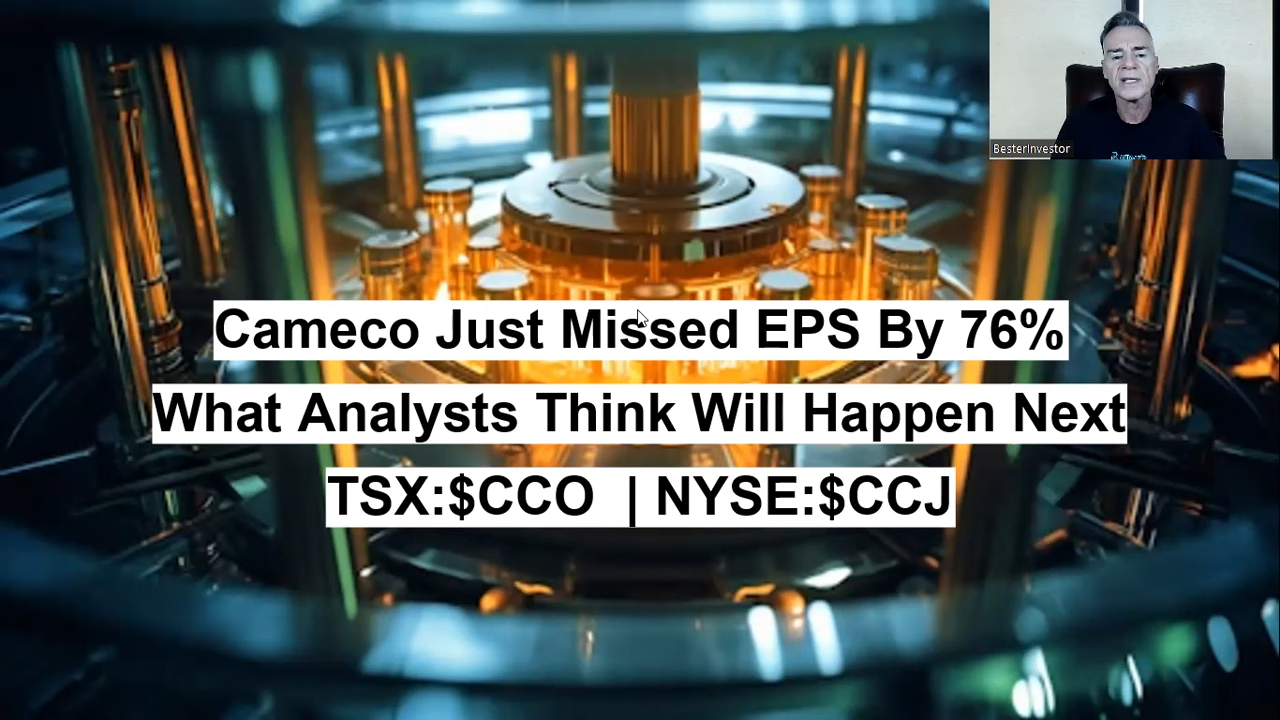 BesterInvestor
Cameco Just Missed EPS By 76%
What Analysts Think Will Happen Next
TSX:$CCO | NYSE:$CCJ